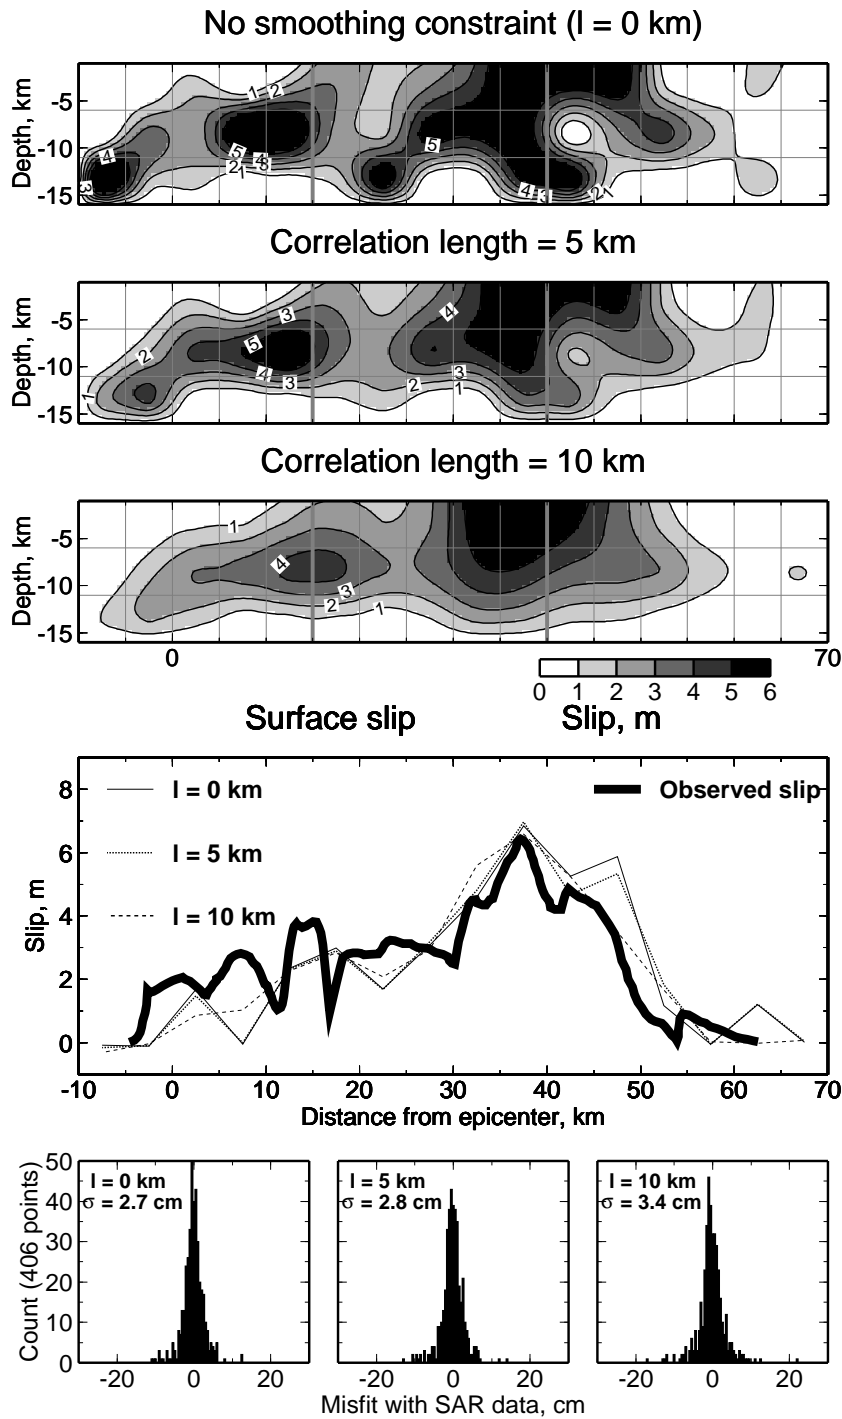 No smoothing constraint (l = 0 km)
Depth, km
-5
-10
-15
1 2
4
3
5
4
3
2 1
5
4 3
2 1
Correlation length = 5 km
Depth, km
-5
-10
-15
3
4
2
5
4
3
1
2
3
1
Correlation length = 10 km
Depth, km
-5
-10
-15
1
4
3
2
1
0 70
0 1 2 3 4 5 6
Surface slip
Slip, m
Slip, m
8
6
4
2
0
l = 0 km
l = 5 km
l = 10 km
Observed slip
-10 0 10 20 30 40 50 60 70
Distance from epicenter, km
Count (406 points)
50
40
30
20
10
0
l = 0 km
σ = 2.7 cm
l = 5 km
σ = 2.8 cm
l = 10 km
σ = 3.4 cm
-20 0 20 -20 0 20 -20 0 20
Misfit with SAR data, cm